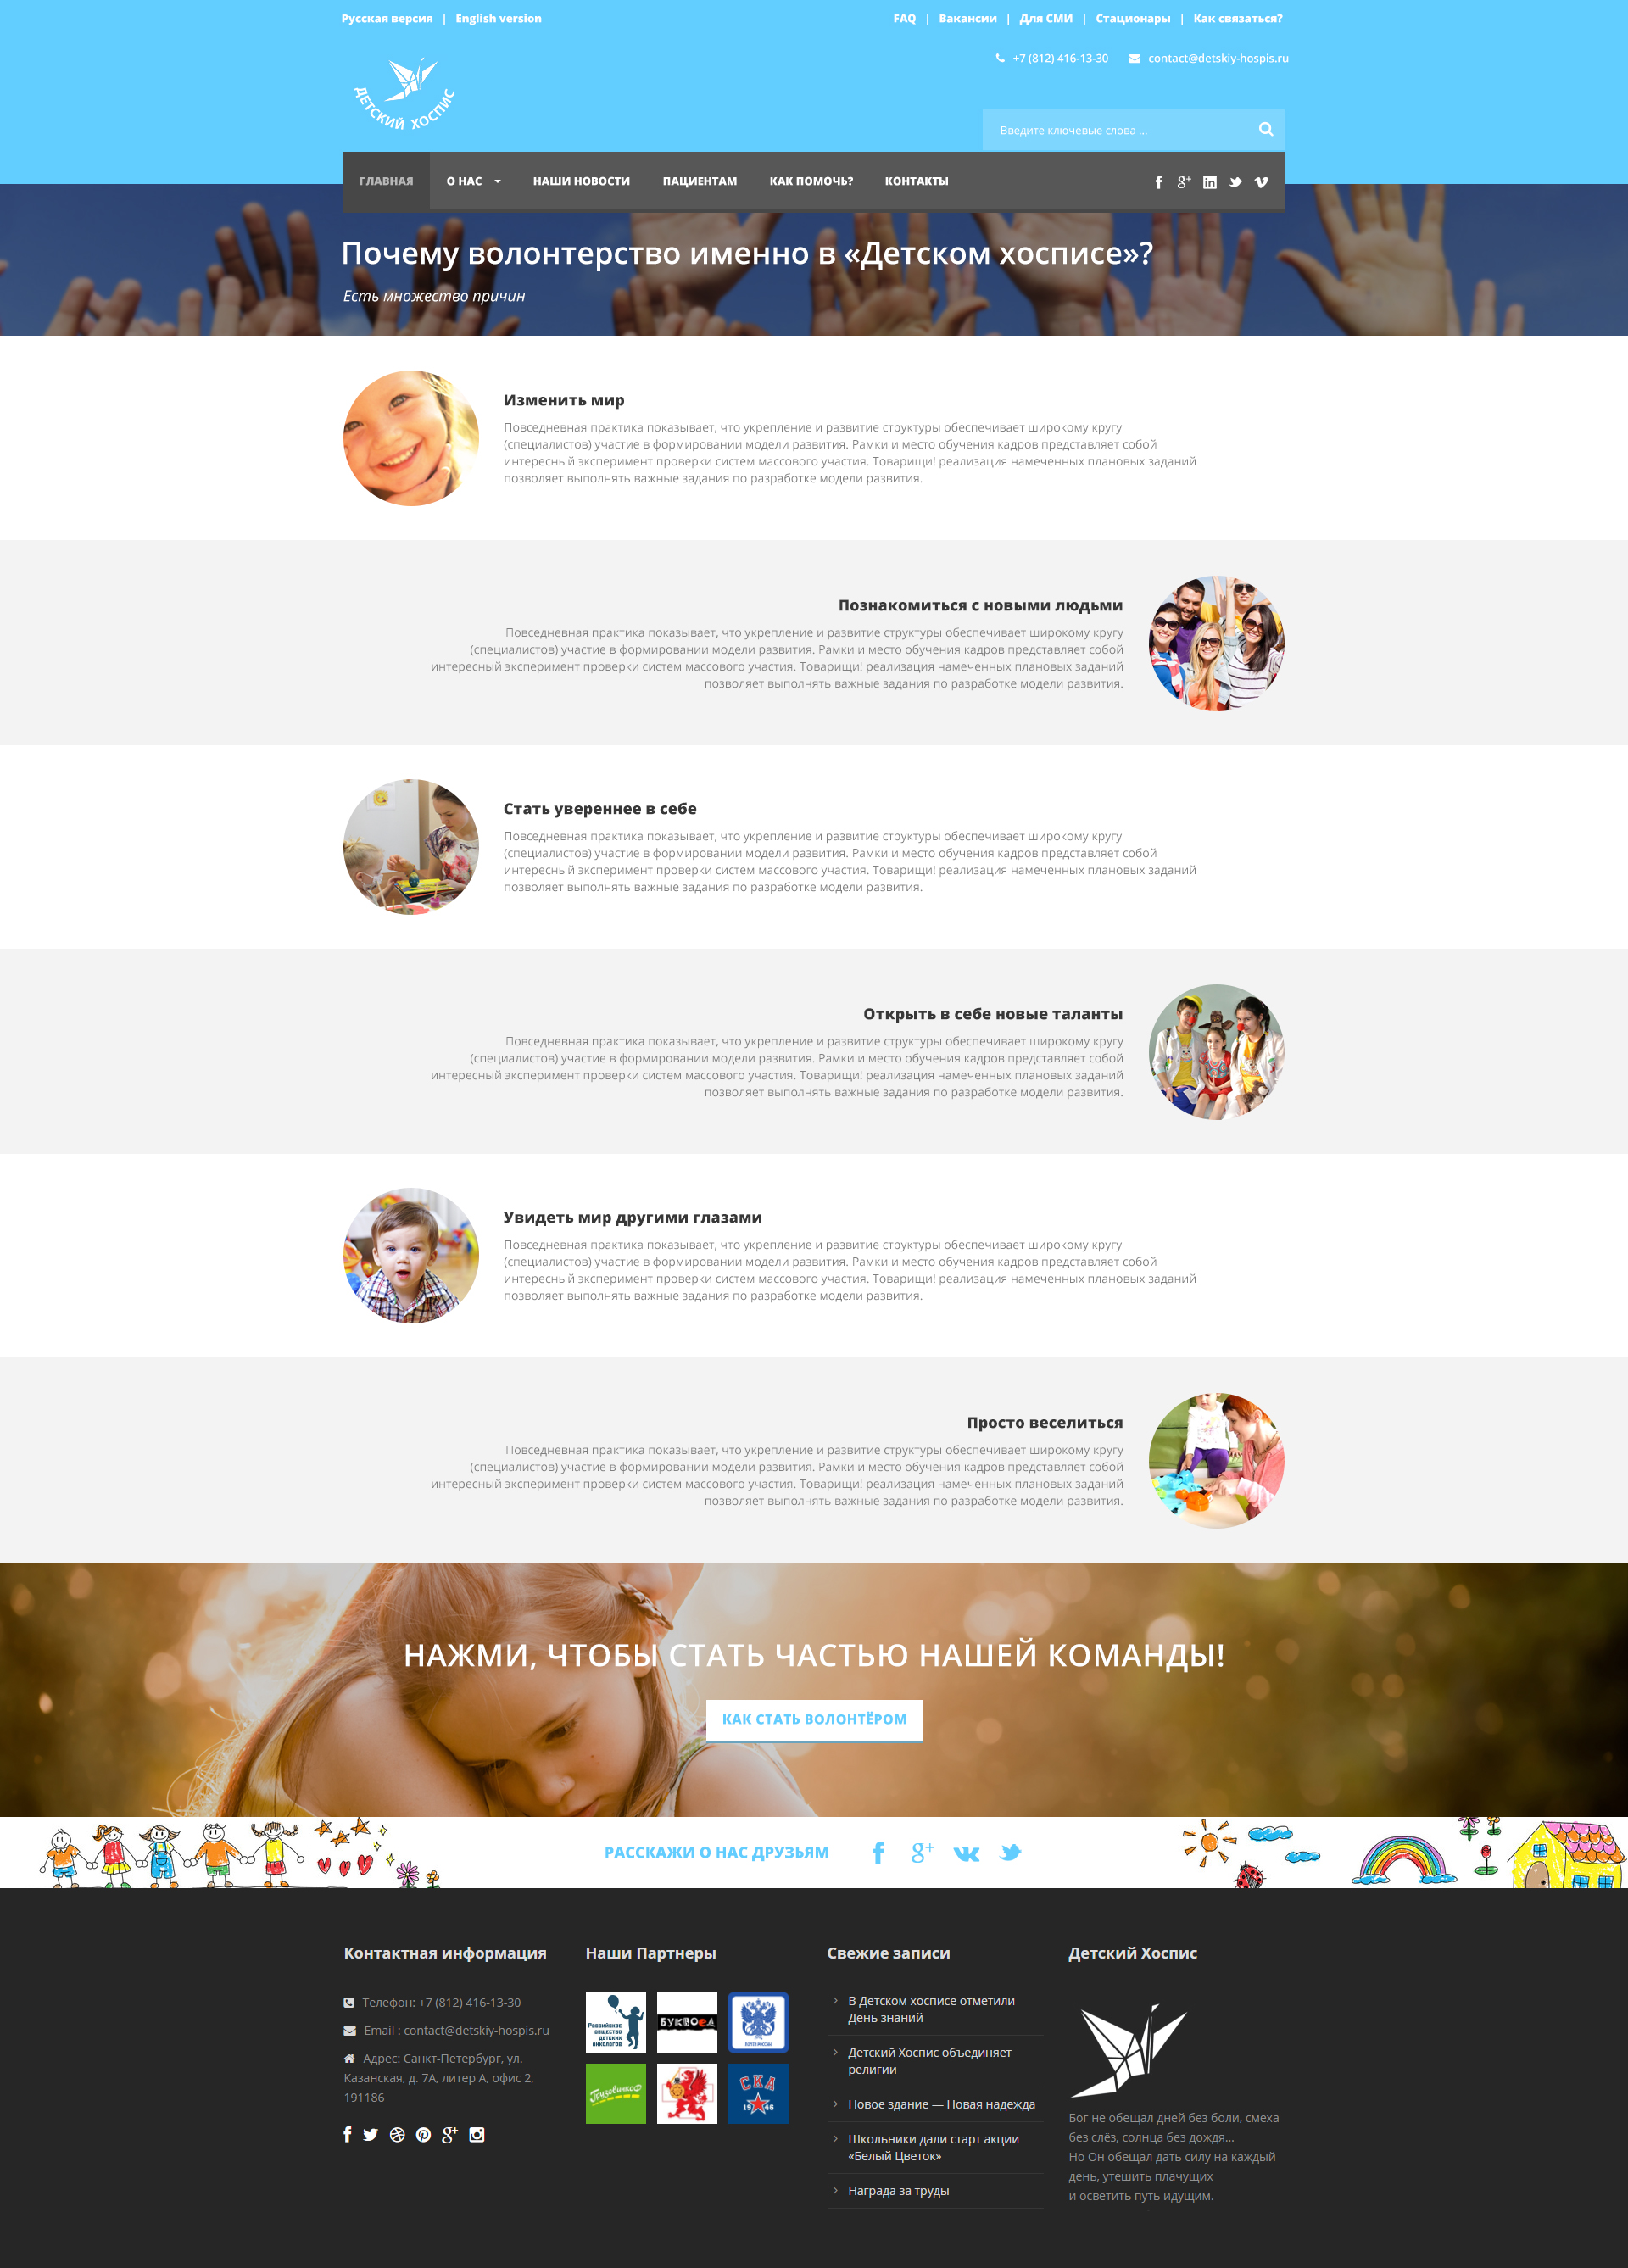 Русская версия | English version
FAQ | Вакансии | Для СМИ | Стационары | Как связаться?
+7 (812) 416-13-30 contact@detskiy-hospis.ru
ДЕТСКИЙ ХОСПИС
Введите ключевые слова ...
ГЛАВНАЯ О НАС НАШИ НОВОСТИ ПАЦИЕНТАМ КАК ПОМОЧЬ? КОНТАКТЫ
Почему волонтерство именно в «Детском хосписе»?
Есть множество причин
Изменить мир
Повседневная практика показывает, что укрепление и развитие структуры обеспечивает широкому кругу
(специалистов) участие в формировании модели развития. Рамки и место обучения кадров представляет собой
интересный эксперимент проверки систем массового участия. Товарищи! реализация намеченных плановых заданий
позволяет выполнять важные задания по разработке модели развития.
Познакомиться с новыми людьми
Повседневная практика показывает, что укрепление и развитие структуры обеспечивает широкому кругу
(специалистов) участие в формировании модели развития. Рамки и место обучения кадров представляет собой
интересный эксперимент проверки систем массового участия. Товарищи! реализация намеченных плановых заданий
позволяет выполнять важные задания по разработке модели развития.
Стать увереннее в себе
Повседневная практика показывает, что укрепление и развитие структуры обеспечивает широкому кругу
(специалистов) участие в формировании модели развития. Рамки и место обучения кадров представляет собой
интересный эксперимент проверки систем массового участия. Товарищи! реализация намеченных плановых заданий
позволяет выполнять важные задания по разработке модели развития.
Открыть в себе новые таланты
Повседневная практика показывает, что укрепление и развитие структуры обеспечивает широкому кругу
(специалистов) участие в формировании модели развития. Рамки и место обучения кадров представляет собой
интересный эксперимент проверки систем массового участия. Товарищи! реализация намеченных плановых заданий
позволяет выполнять важные задания по разработке модели развития.
Увидеть мир другими глазами
Повседневная практика показывает, что укрепление и развитие структуры обеспечивает широкому кругу
(специалистов) участие в формировании модели развития. Рамки и место обучения кадров представляет собой
интересный эксперимент проверки систем массового участия. Товарищи! реализация намеченных плановых заданий
позволяет выполнять важные задания по разработке модели развития.
Просто веселиться
Повседневная практика показывает, что укрепление и развитие структуры обеспечивает широкому кругу
(специалистов) участие в формировании модели развития. Рамки и место обучения кадров представляет собой
интересный эксперимент проверки систем массового участия. Товарищи! реализация намеченных плановых заданий
позволяет выполнять важные задания по разработке модели развития.
НАЖМИ, ЧТОБЫ СТАТЬ ЧАСТЬЮ НАШЕЙ КОМАНДЫ!
КАК СТАТЬ ВОЛОНТЁРОМ
РАССКАЖИ О НАС ДРУЗЬЯМ
Контактная информация
Телефон: +7 (812) 416-13-30
Email : contact@detskiy-hospis.ru
Адрес: Санкт-Петербург, ул.
Казанская, д. 7А, литер А, офис 2,
191186
Наши Партнеры
Российское
общество
детских
онкологов
БУКВОЕД
ПОЧТА РОССИИ
ГрузовичкоФ
СКА
1946
Свежие записи
В Детском хосписе отметили
День знаний
Детский Хоспис объединяет
религии
Новое здание — Новая надежда
Школьники дали старт акции
«Белый Цветок»
Награда за труды
Детский Хоспис
Бог не обещал дней без боли, смеха
без слёз, солнца без дождя...
Но Он обещал дать силу на каждый
день, утешить плачущих
и осветить путь идущим.